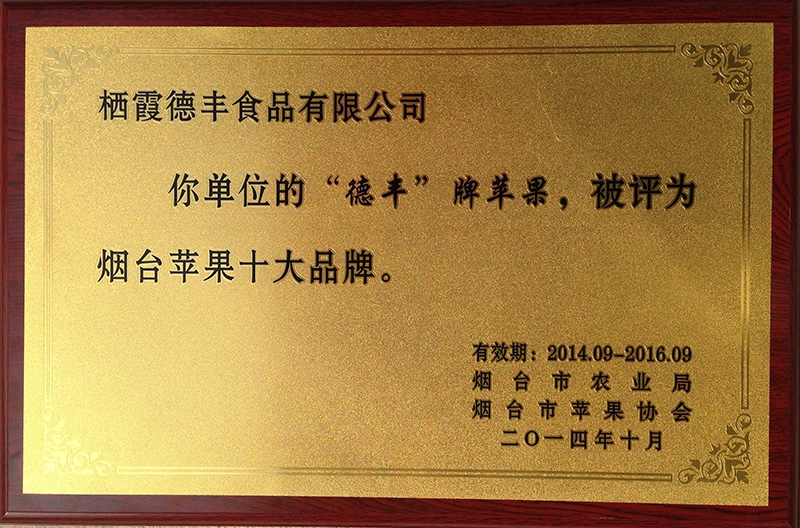 栖霞德丰食品有限公司
你单位的“德丰”牌苹果，被评为
烟台苹果十大品牌。
有效期：2014.09-2016.09
烟台市农业局
烟台市苹果协会
二〇一四年十月